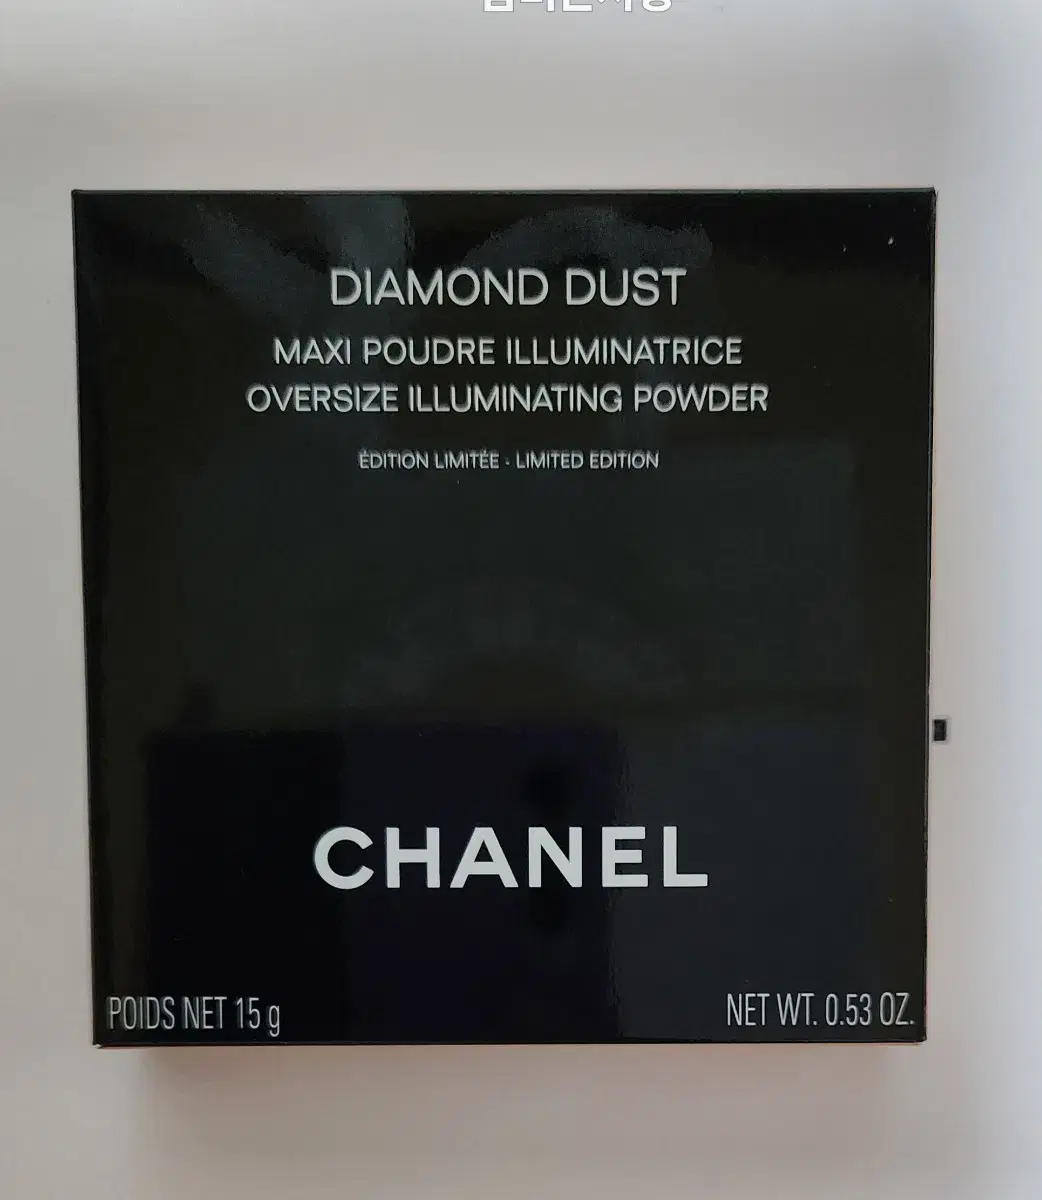 DIAMOND DUST
MAXI POUDRE ILLUMINATRICE
OVERSIZE ILLUMINATING POWDER
ÉDITION LIMITÉE - LIMITED EDITION
CHANEL
POIDS NET 15 g
NET WT. 0.53 OZ.